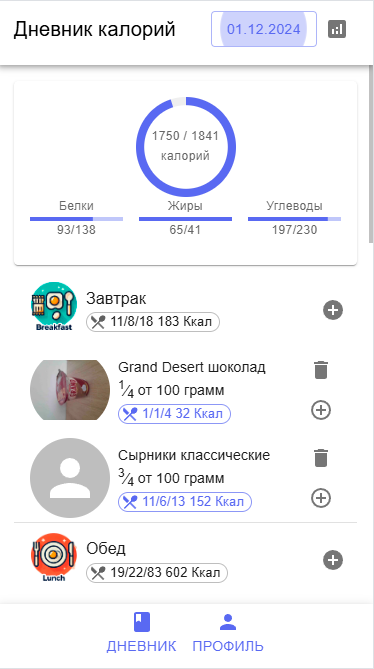 Дневник калорий
01.12.2024
1750 / 1841
калорий
Белки Жиры Углеводы
93/138 65/41 197/230
Breakfast
Завтрак
11/8/18 183 Ккал
Grand Desert шоколад
1⁄4 от 100 грамм
1/1/4 32 Ккал
Сырники классические
3⁄4 от 100 грамм
11/6/13 152 Ккал
Lunch
Обед
19/22/83 602 Ккал
ДНЕВНИК ПРОФИЛЬ